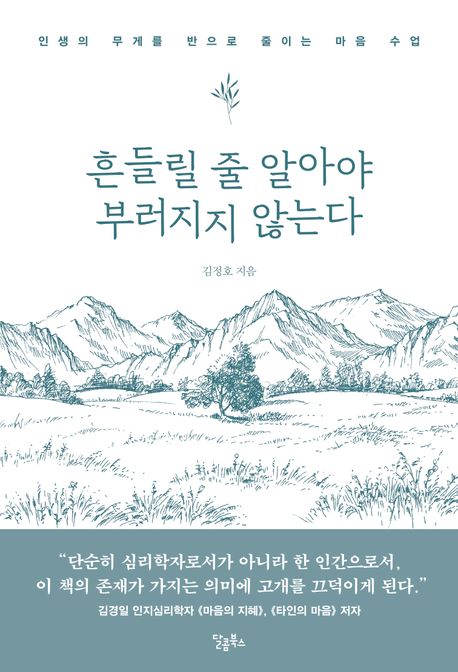 인생의 무게를 반으로 줄이는 마음 수업
흔들릴 줄 알아야
부러지지 않는다
김정호 지음
“단순히 심리학자로서가 아니라 한 인간으로서,
이 책의 존재가 가지는 의미에 고개를 끄덕이게 된다.”
김경일 인지심리학자 《마음의 지혜》, 《타인의 마음》 저자
달콤북스